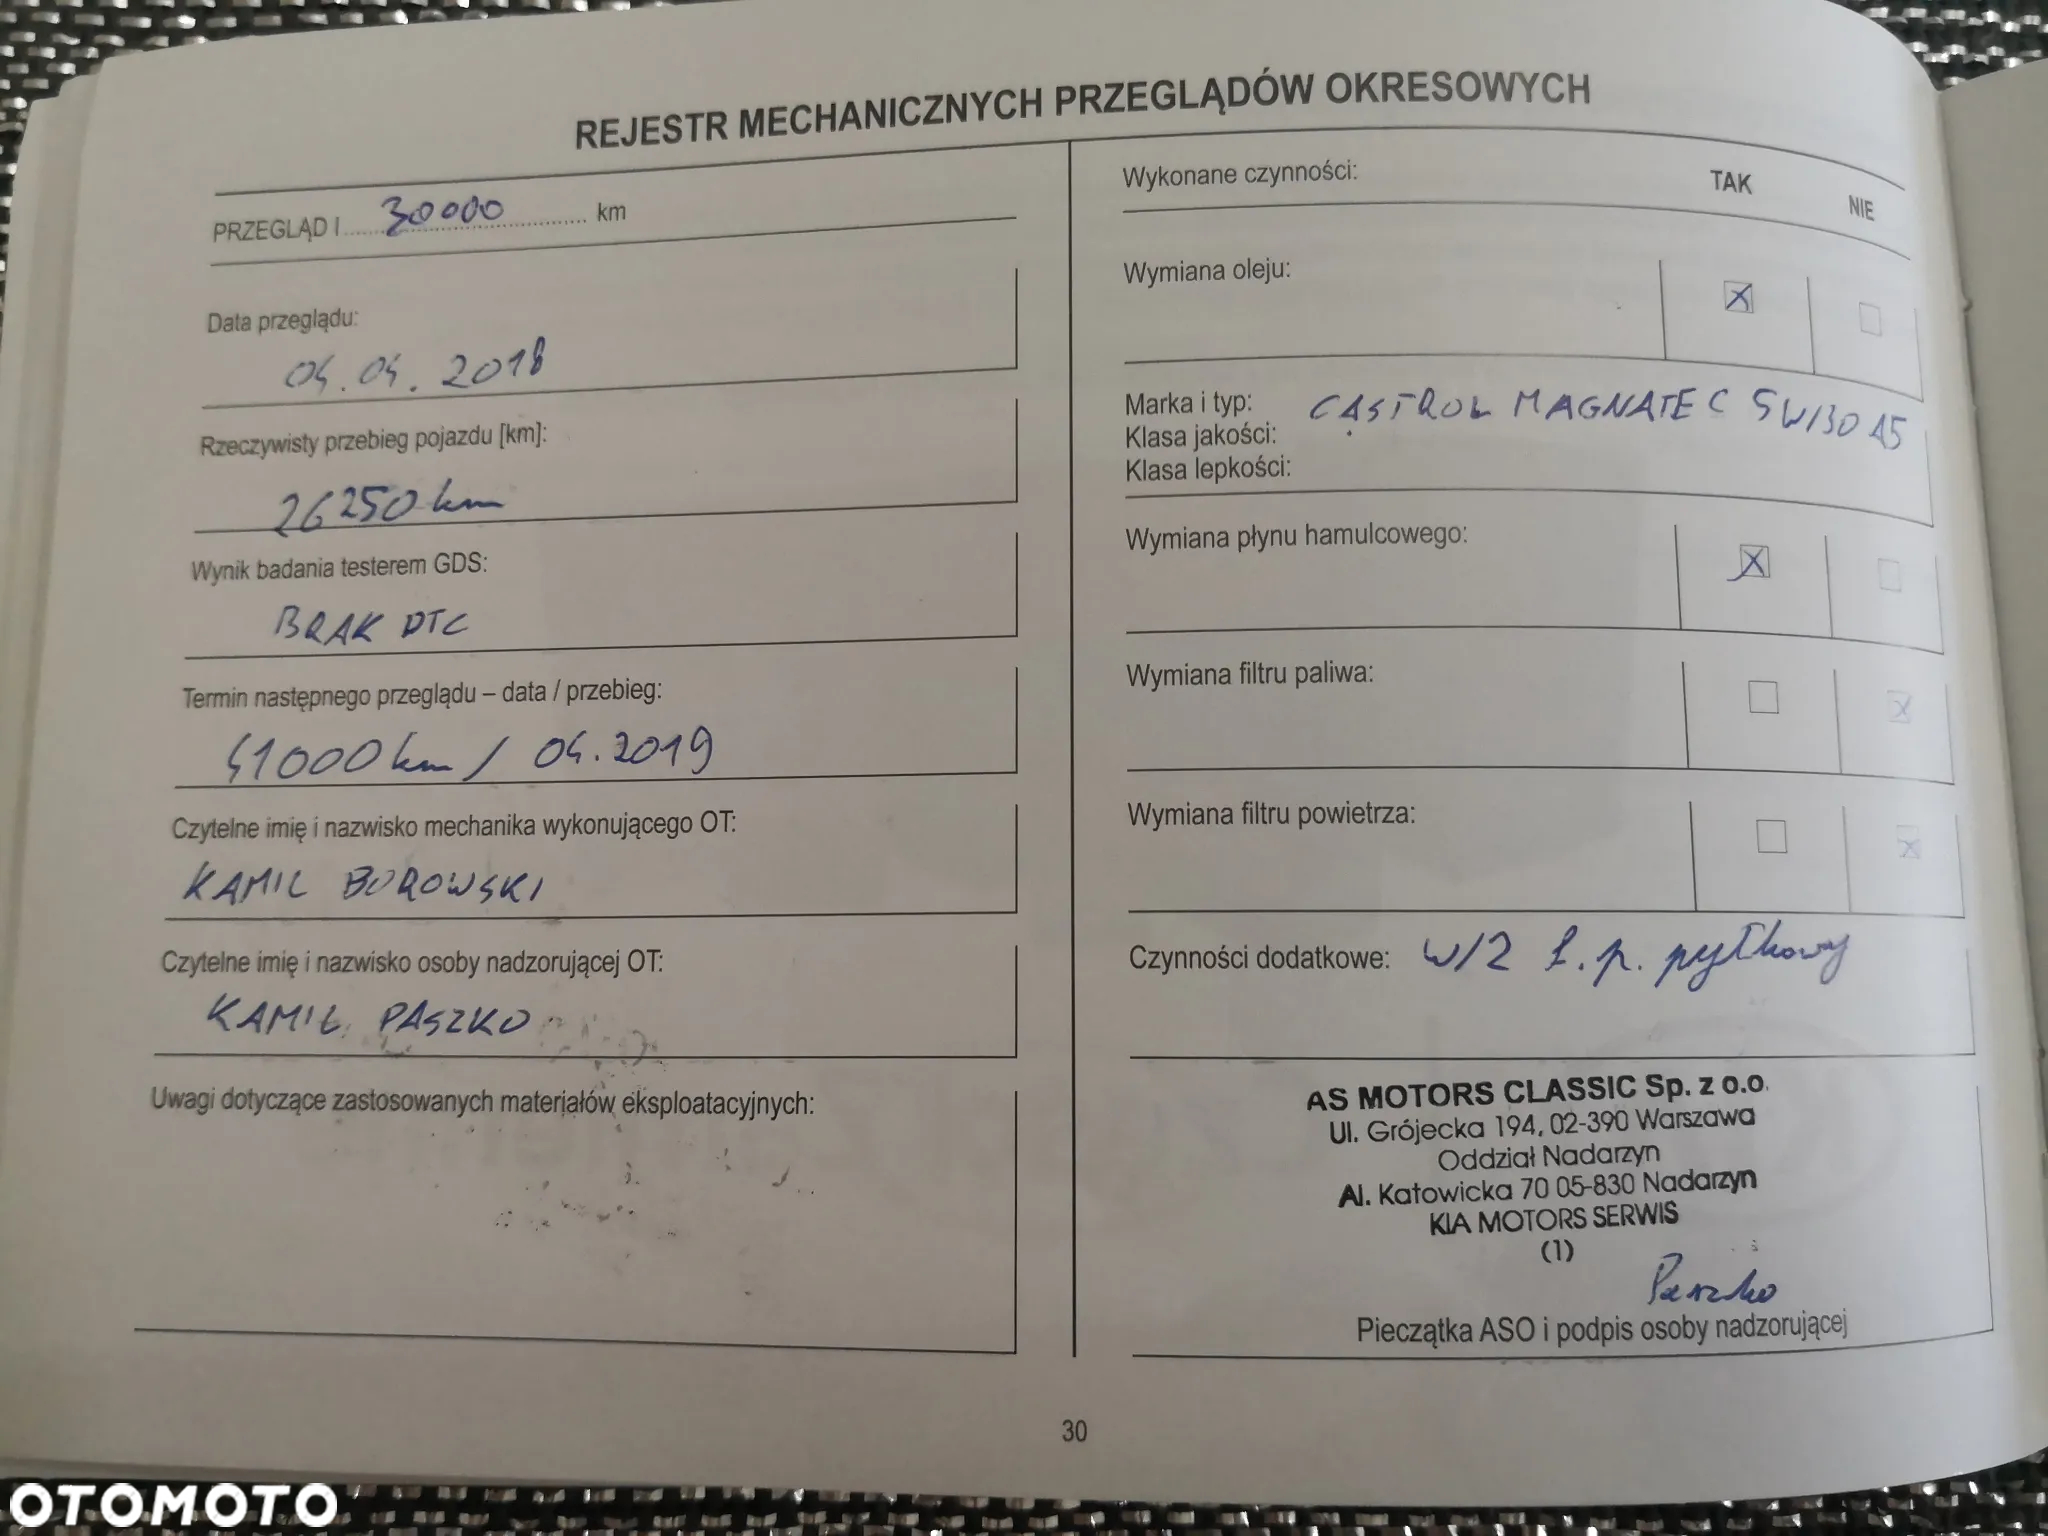 REJESTR MECHANICZNYCH PRZEGLĄDÓW OKRESOWYCH
PRZEGLĄD I 30000 km
Data przeglądu:
04.04.2018
Rzeczywisty przebieg pojazdu [km]:
26250 km
Wynik badania testerem GDS:
BRAK DTC
Termin następnego przeglądu – data / przebieg:
41000 km / 04.2019
Czytelne imię i nazwisko mechanika wykonującego OT:
KAMIL BOROWSKI
Czytelne imię i nazwisko osoby nadzorującej OT:
KAMIL PASZKO
Uwagi dotyczące zastosowanych materiałów eksploatacyjnych:
Wykonane czynności: TAK NIE
Wymiana oleju:
Marka i typ: CASTROL MAGNATEC 5W/30 A5
Klasa jakości:
Klasa lepkości:
Wymiana płynu hamulcowego:
Wymiana filtru paliwa:
Wymiana filtru powietrza:
Czynności dodatkowe: w/2 f.p. pyłkowy
AS MOTORS CLASSIC Sp. z o.o.
Ul. Grójecka 194, 02-390 Warszawa
Oddział Nadarzyn
Al. Katowicka 70 05-830 Nadarzyn
KIA MOTORS SERWIS
(1)
Paszko
Pieczątka ASO i podpis osoby nadzorującej
30
OTOMOTO